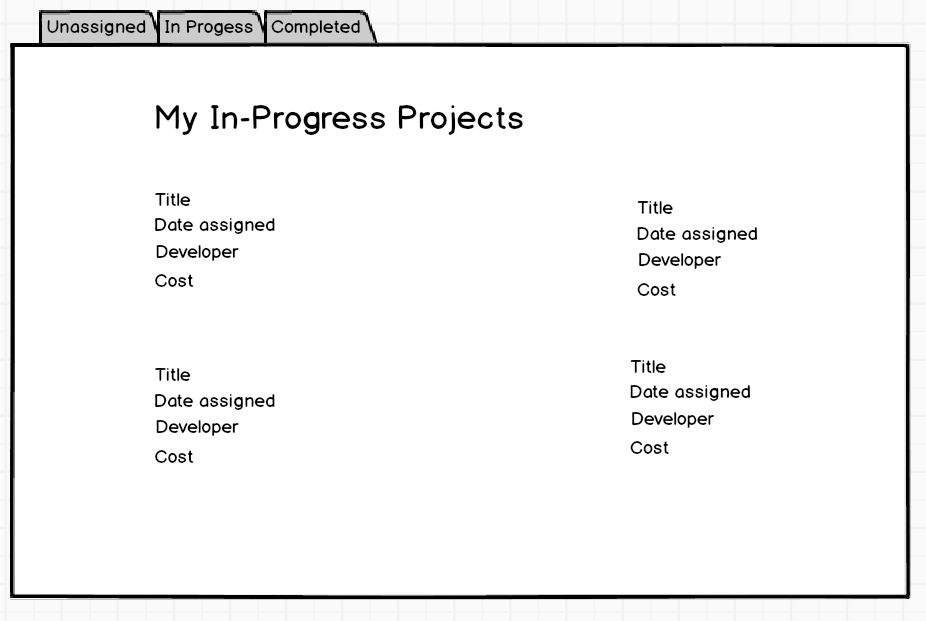 Unassigned In Progess Completed
My In-Progress Projects
Title
Date assigned
Developer
Cost
Title
Date assigned
Developer
Cost
Title
Date assigned
Developer
Cost
Title
Date assigned
Developer
Cost